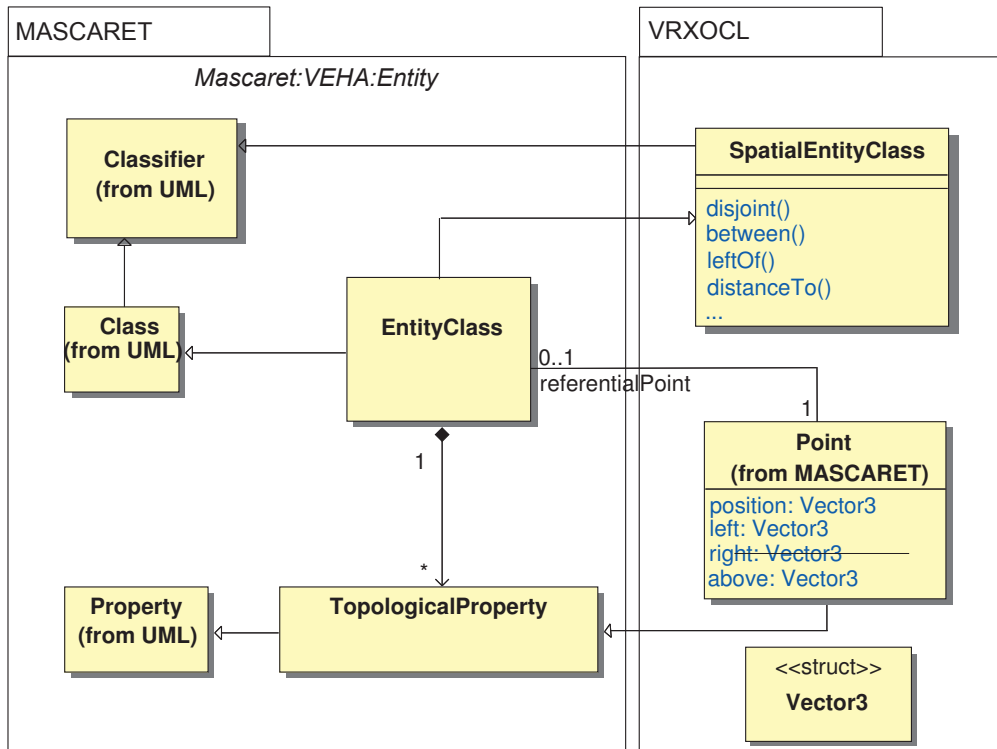 MASCARET
VRXOCL
Mascaret:VEHA:Entity
Classifier
(from UML)
SpatialEntityClass
disjoint()
between()
leftOf()
distanceTo()
...
Class
(from UML)
EntityClass
0..1
referentialPoint
1
1
*
Point
(from MASCARET)
position: Vector3
left: Vector3
right: Vector3
above: Vector3
Property
(from UML)
TopologicalProperty
<<struct>>
Vector3